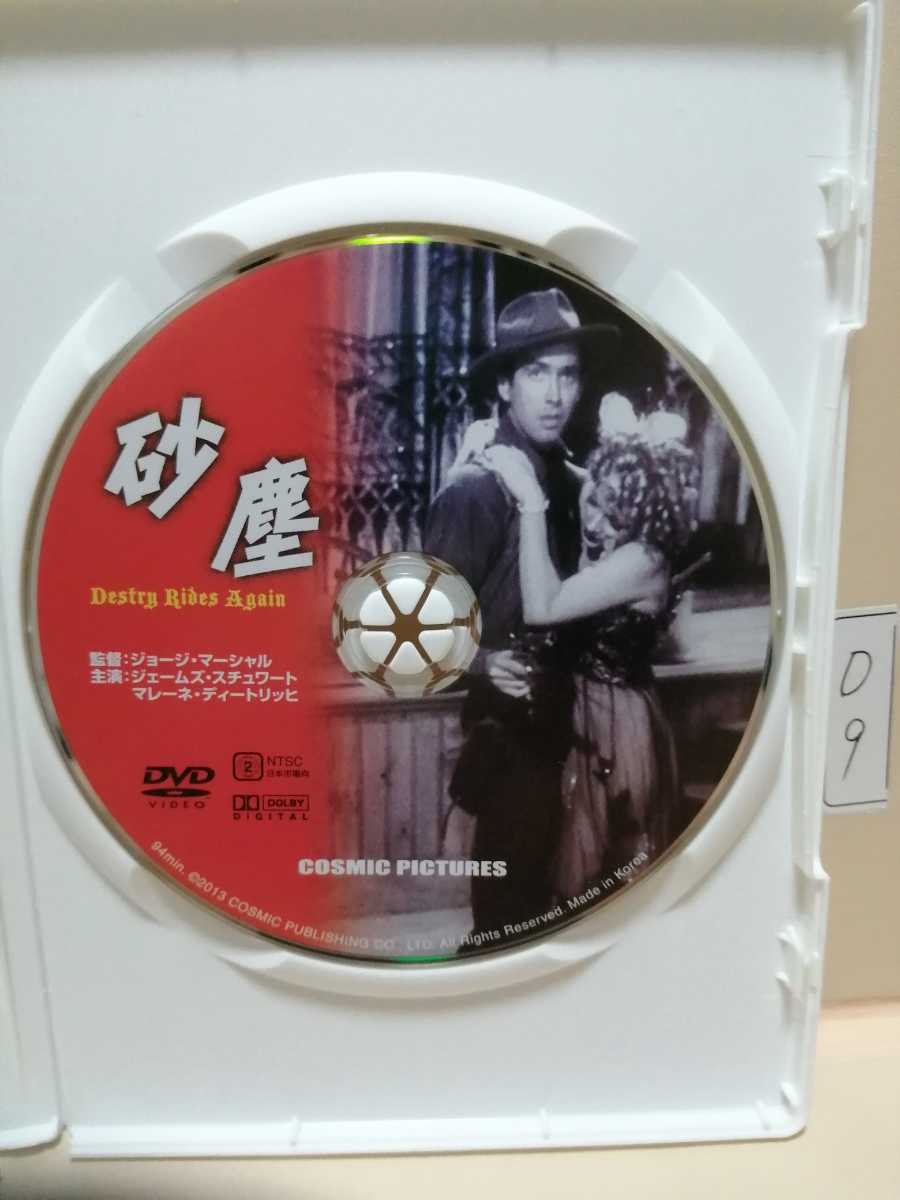 砂塵
Destry Rides Again
監督:ジョージ・マーシャル
主演:ジェームズ・スチュワート
マレーネ・ディートリッヒ
DVD
VIDEO
2
NTSC
日本市場向
DOLBY
DIGITAL
COSMIC PICTURES
94min. ©2013 COSMIC PUBLISHING CO., LTD. All Rights Reserved. Made in Korea
D
9